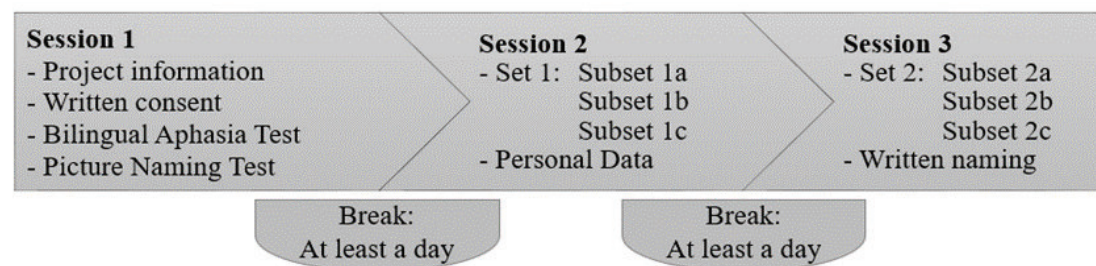 Session 1
- Project information
- Written consent
- Bilingual Aphasia Test
- Picture Naming Test
Session 2
- Set 1: Subset 1a
Subset 1b
Subset 1c
- Personal Data
Session 3
- Set 2: Subset 2a
Subset 2b
Subset 2c
- Written naming
Break:
At least a day
Break:
At least a day